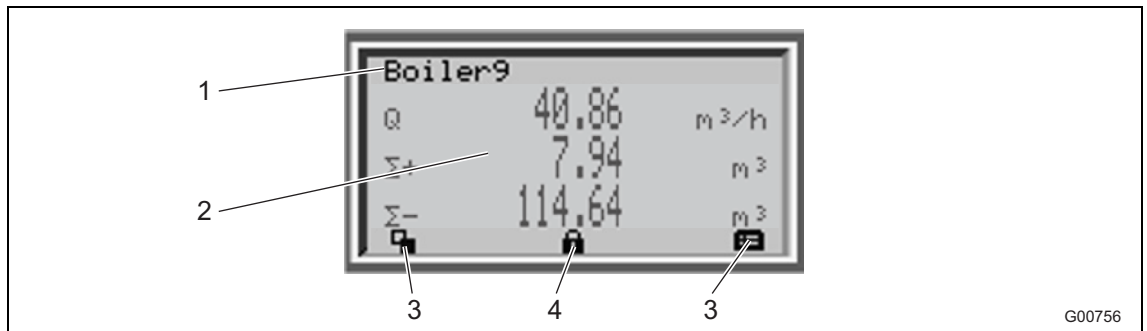 1
Boiler9
Q 40.86 m³/h
Σ+ 7.94 m³
2
Σ- 114.64 m³
3 4 3
G00756